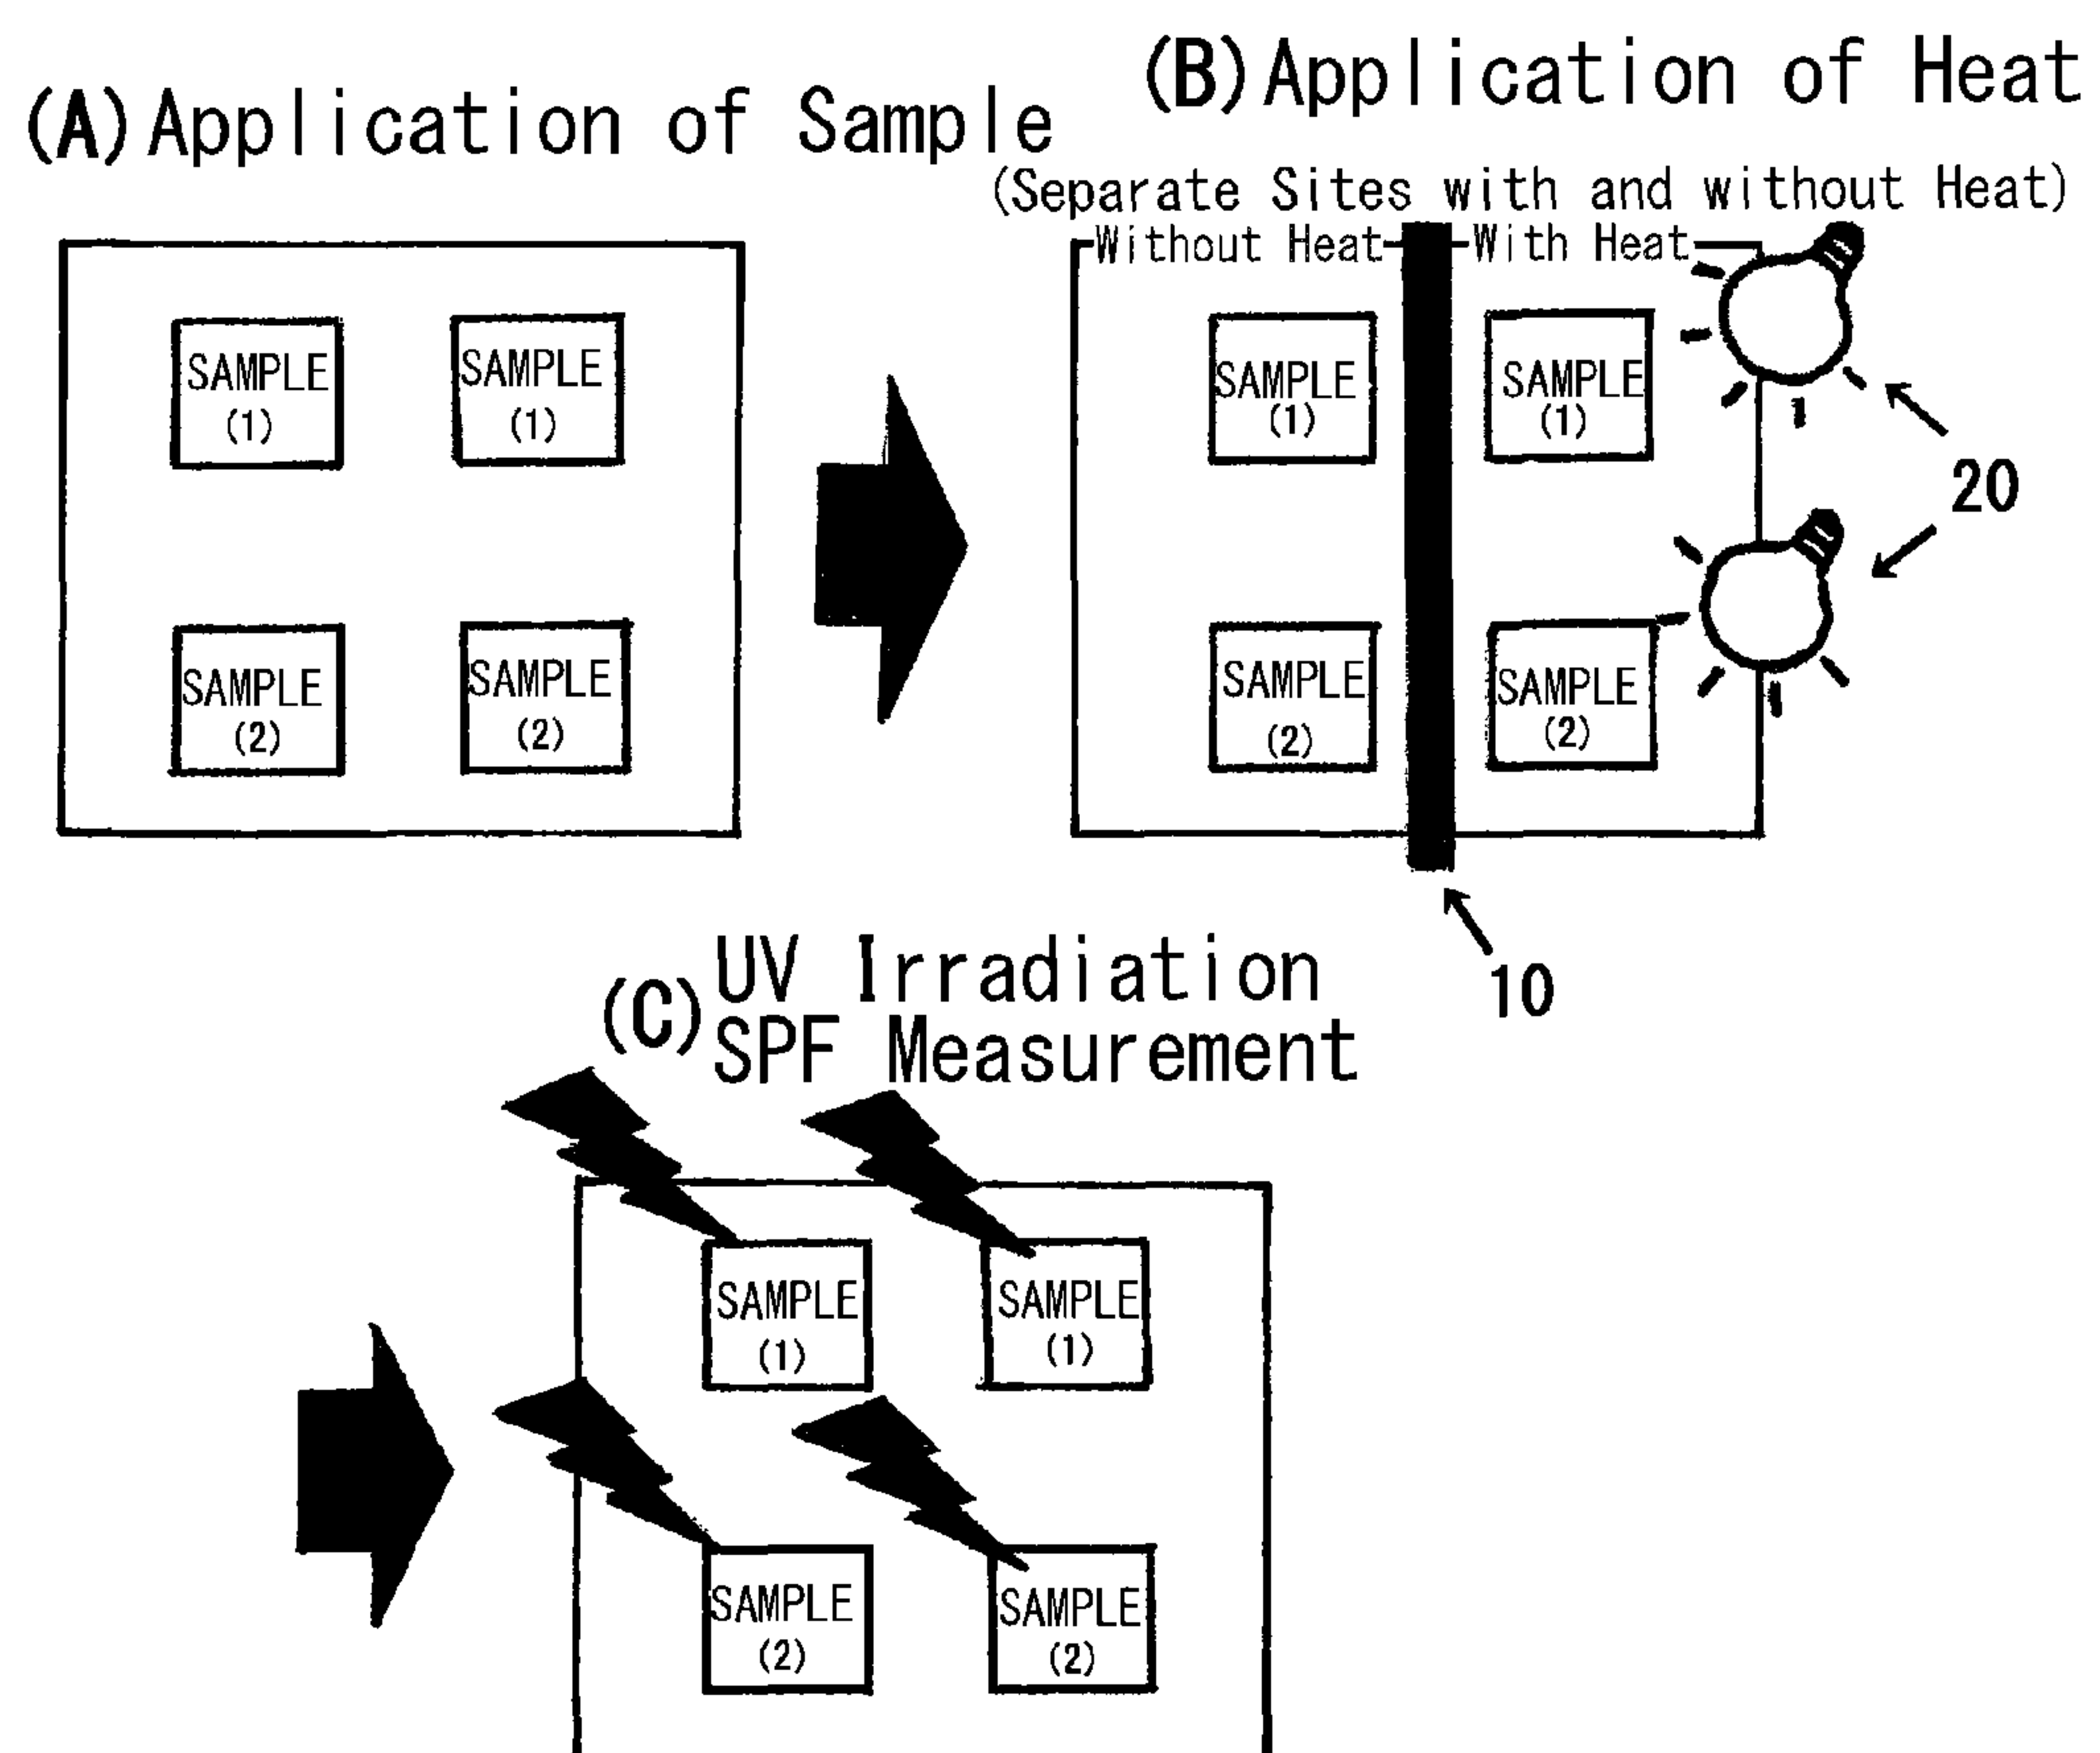 (A)Application of Sample
SAMPLE
(1)
SAMPLE
(1)
SAMPLE
(2)
SAMPLE
(2)
(B)Application of Heat
(Separate Sites with and without Heat)
Without Heat
With Heat
SAMPLE
(1)
SAMPLE
(1)
SAMPLE
(2)
SAMPLE
(2)
20
10
(C)UV Irradiation
SPF Measurement
SAMPLE
(1)
SAMPLE
(1)
SAMPLE
(2)
SAMPLE
(2)